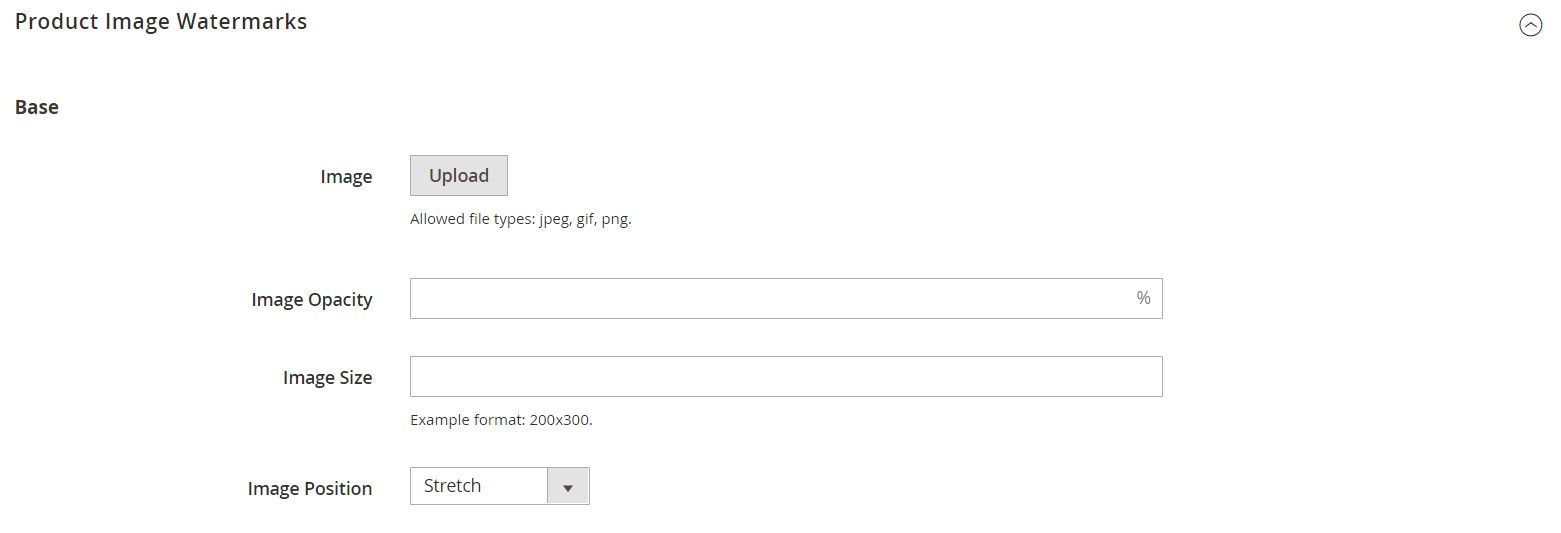 Product Image Watermarks
Base
Image
Upload
Allowed file types: jpeg, gif, png.
Image Opacity
%
Image Size
Example format: 200x300.
Image Position
Stretch